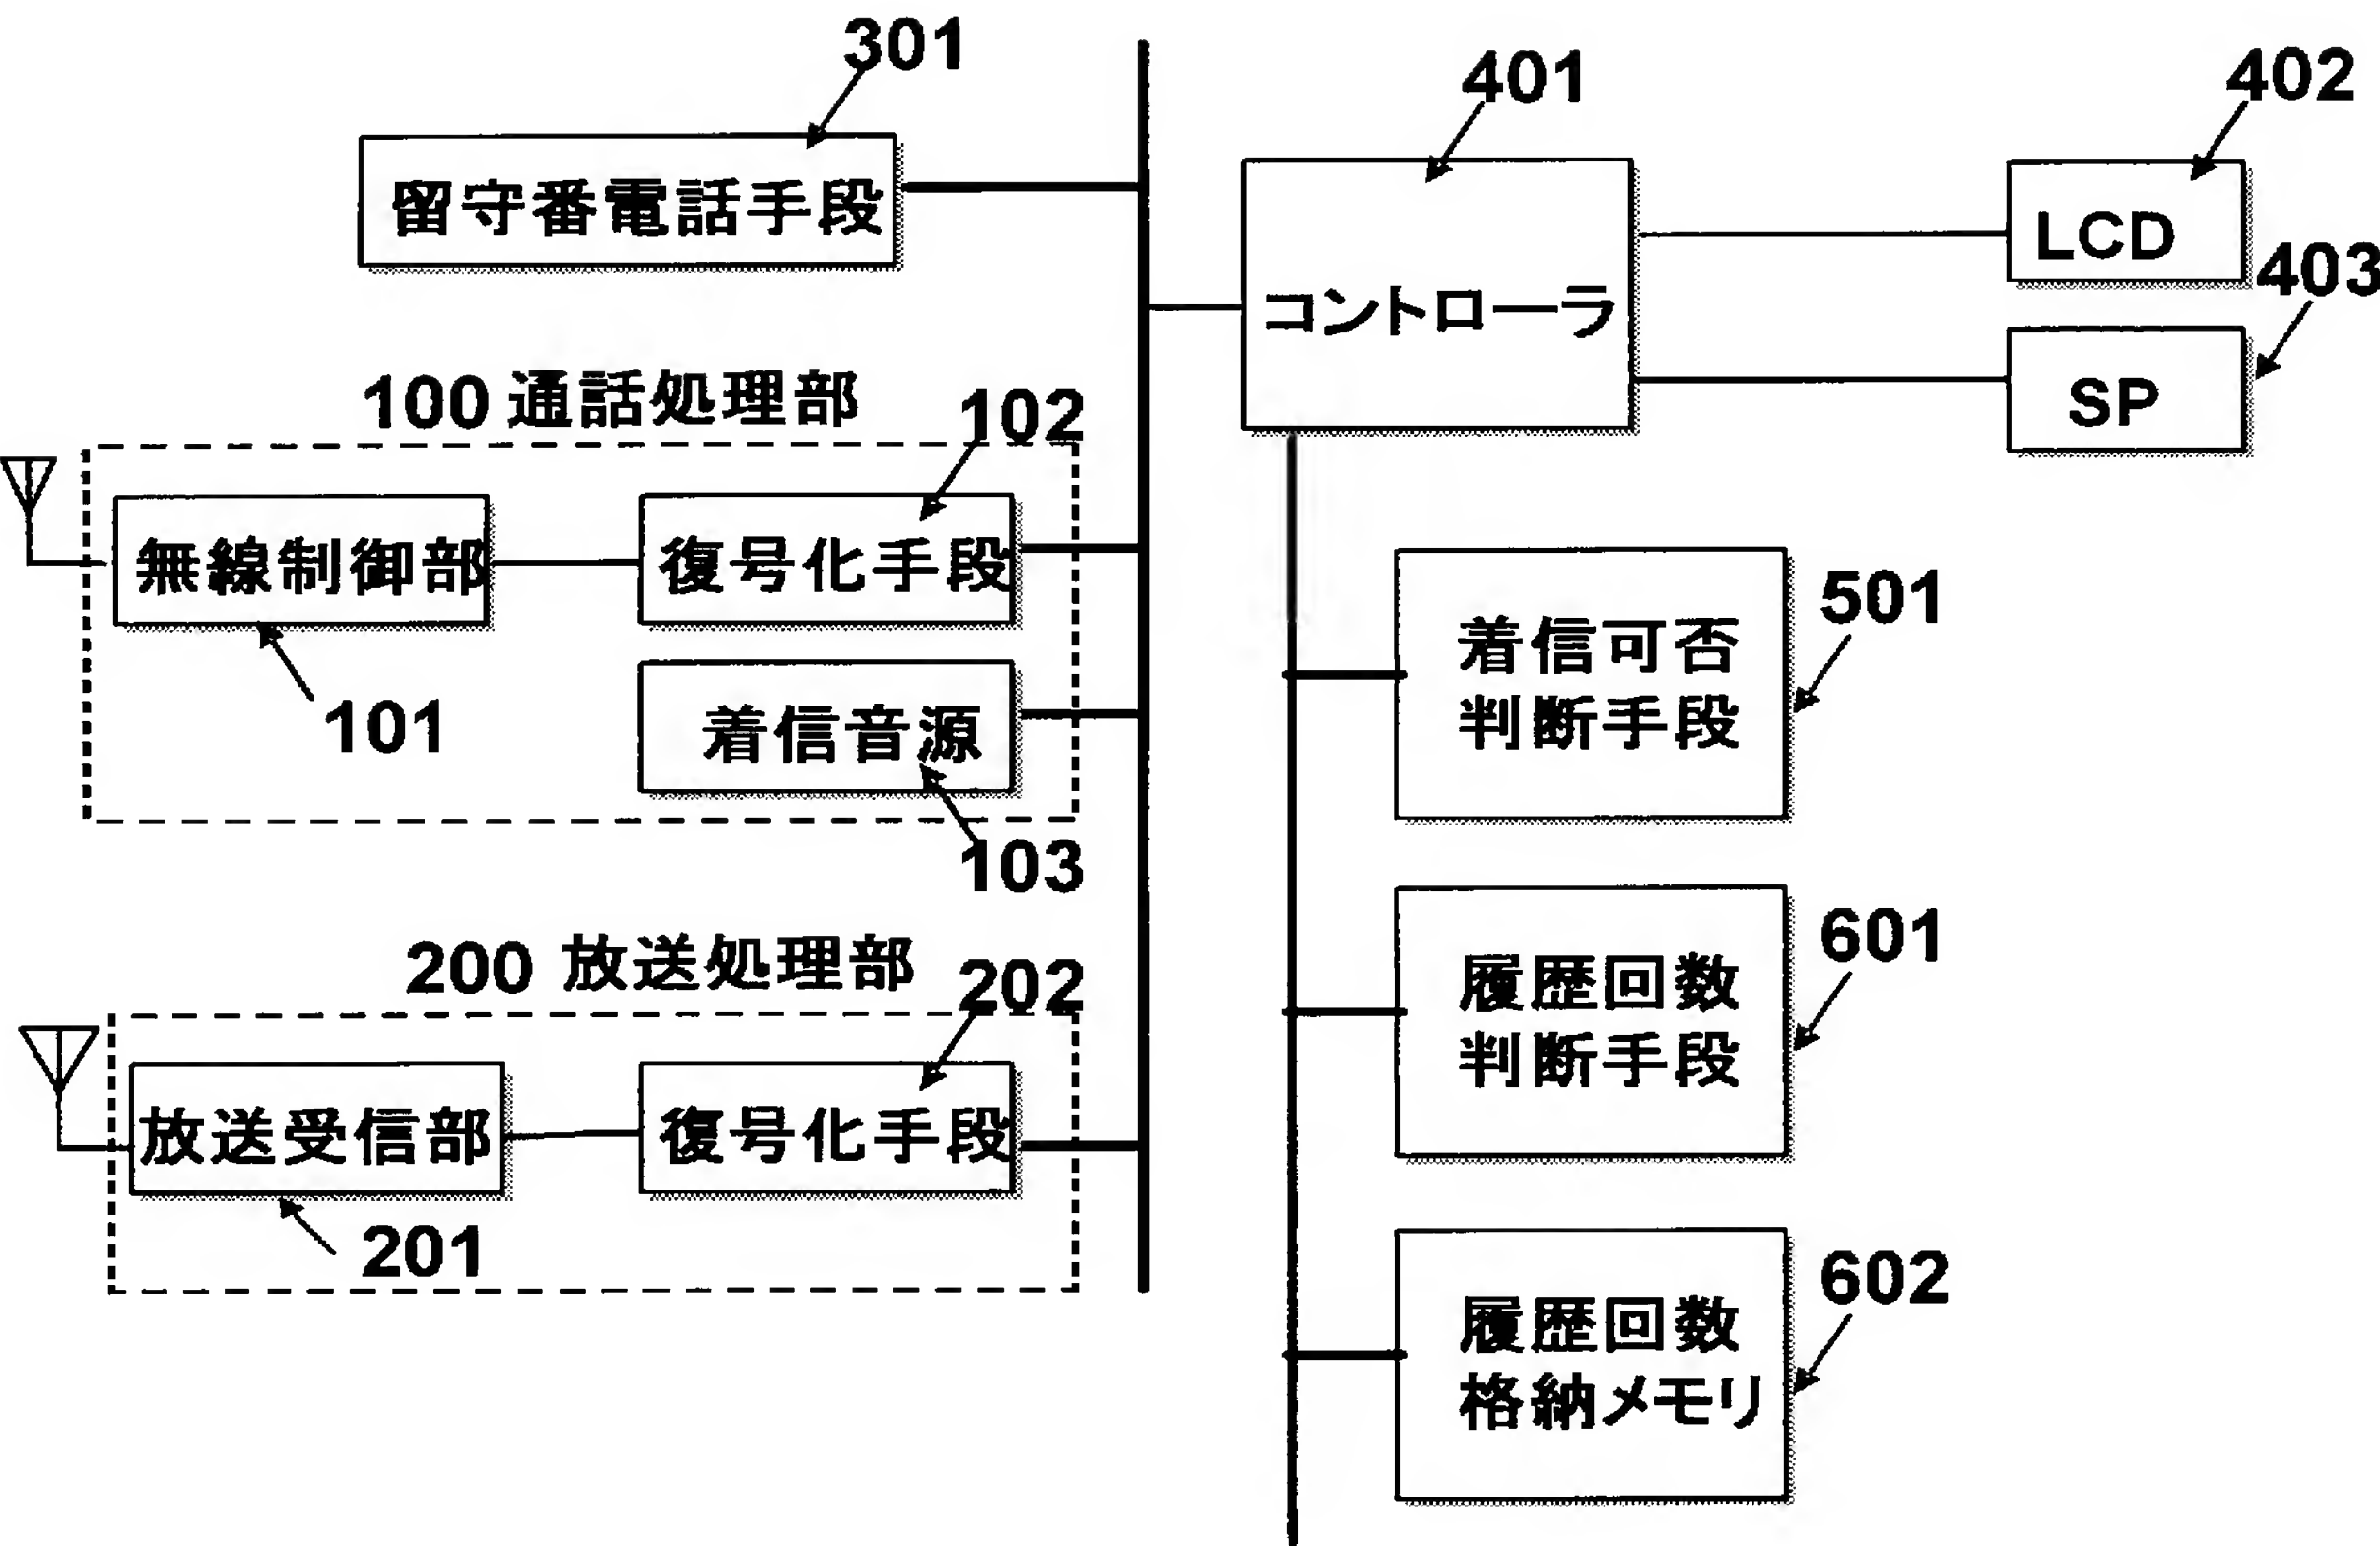 301
留守番電話手段
401
コントローラ
402
LCD
403
SP
100 通話処理部
102
無線制御部
復号化手段
101
着信音源
103
200 放送処理部
202
放送受信部
復号化手段
201
着信可否
判断手段
501
履歴回数
判断手段
601
履歴回数
格納メモリ
602